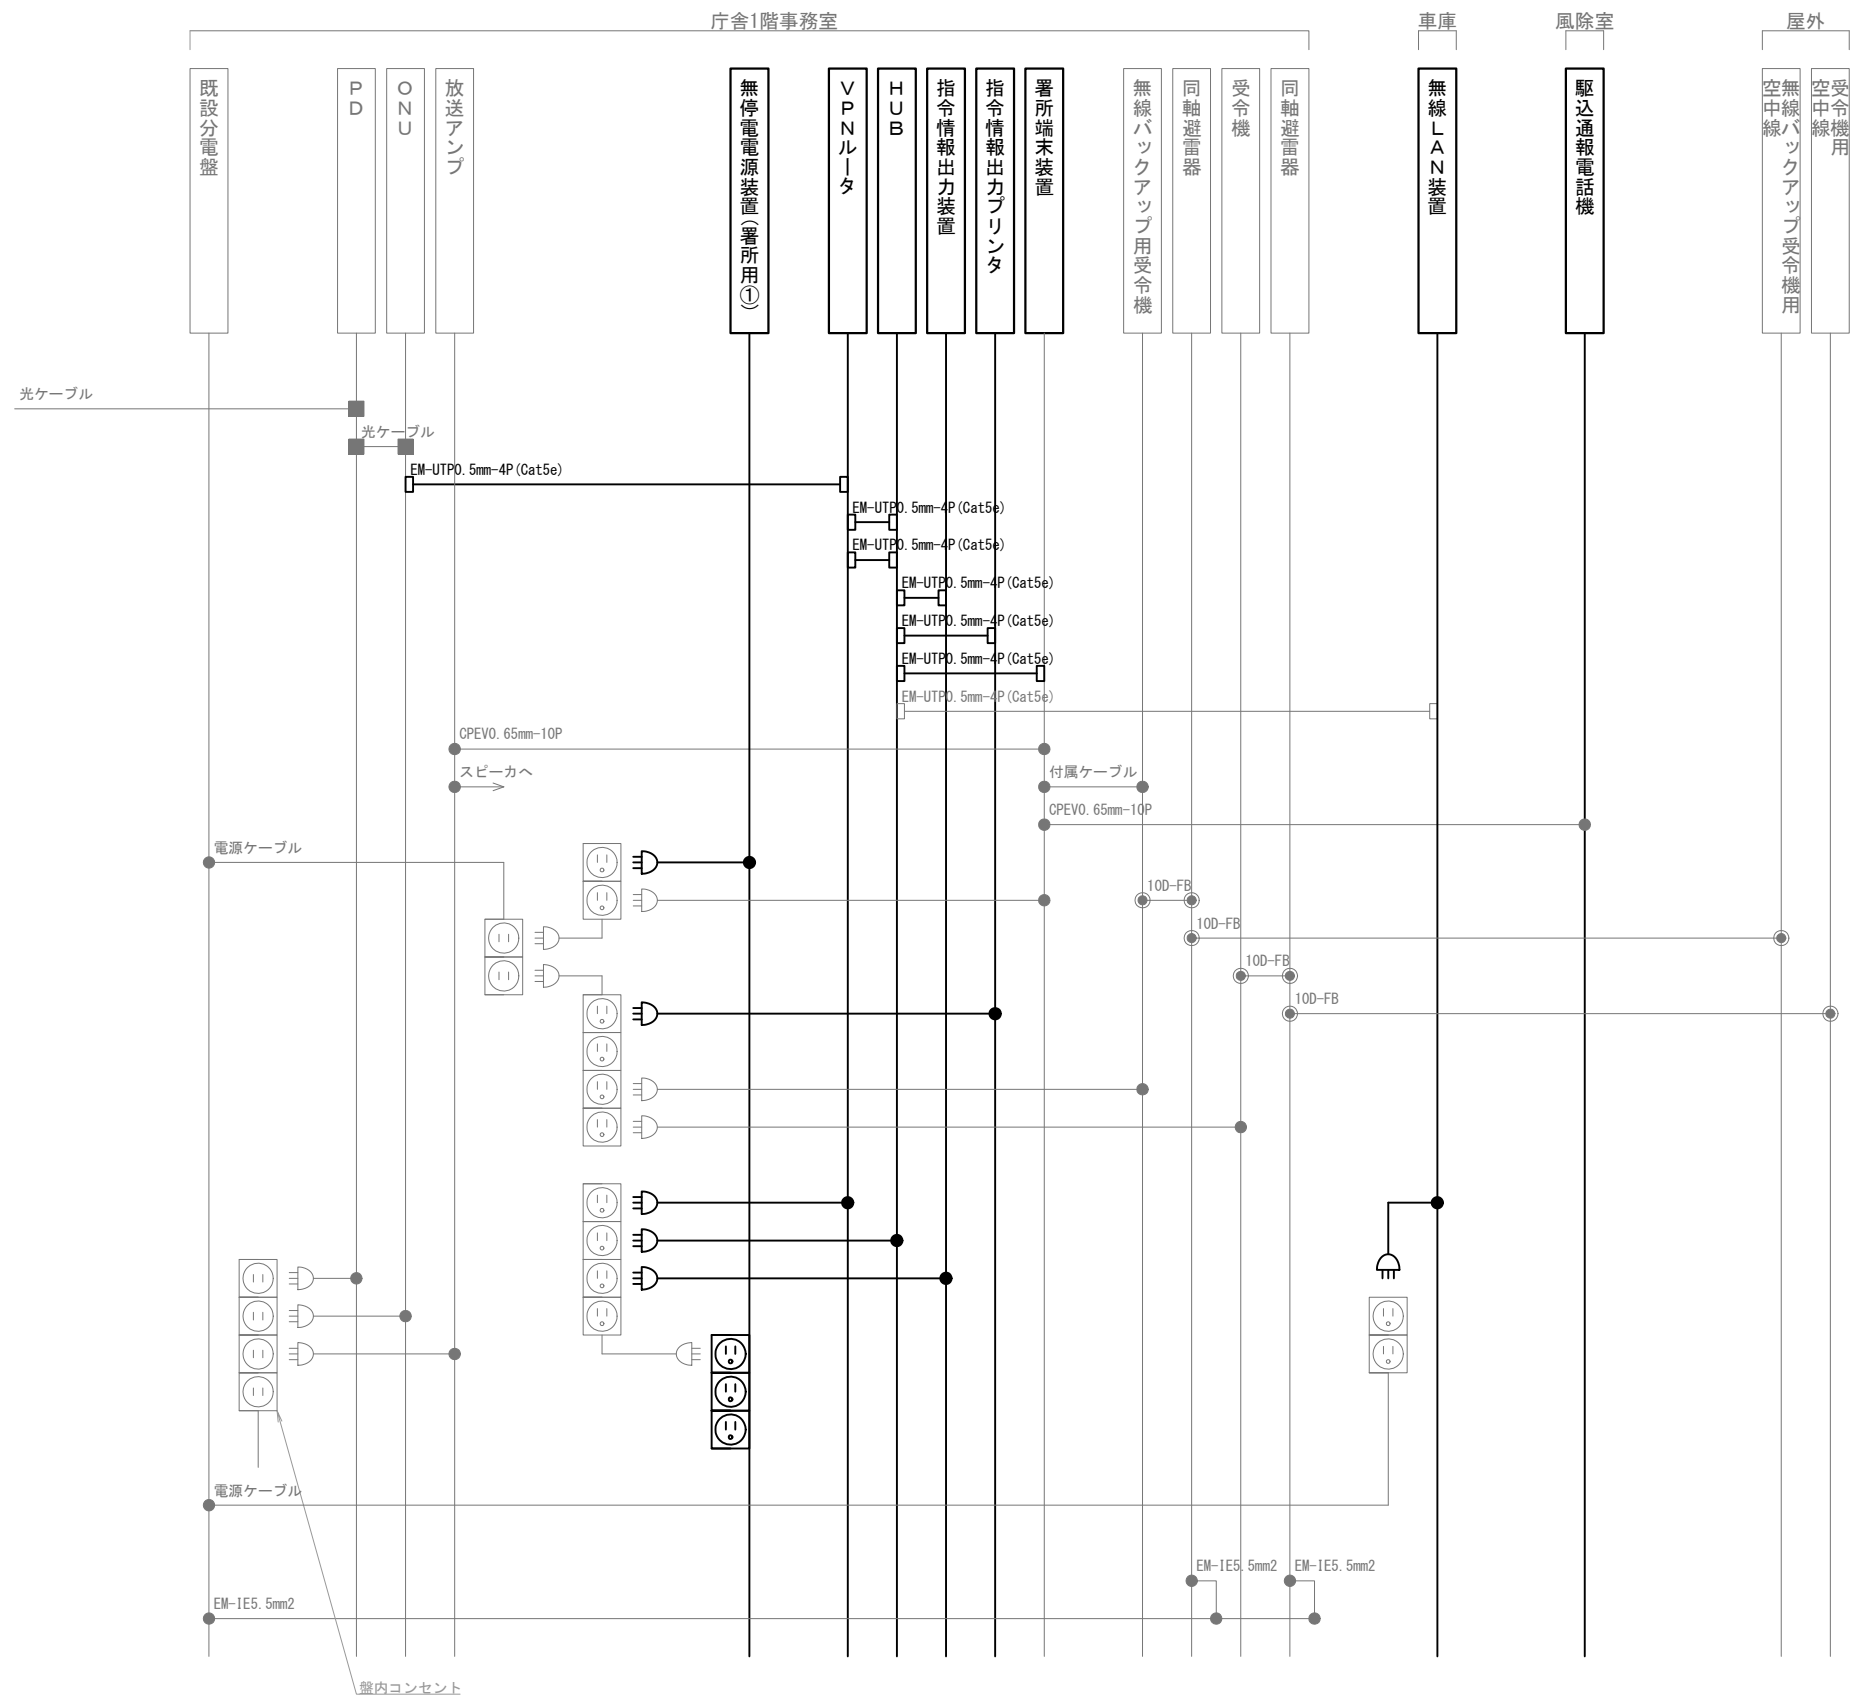 庁舎1階事務室
車庫
風除室
屋外
既設分電盤
PD
ONU
放送アンプ
無停電電源装置(署所用①)
VPNルータ
HUB
指令情報出力装置
指令情報出力プリンタ
署所端末装置
無線バックアップ用受令機
同軸避雷器
受令機
同軸避雷器
無線LAN装置
駆込通報電話機
無線バックアップ受令機用
空中線
受令機用
空中線
光ケーブル
光ケーブル
EM-UTP0.5mm-4P(Cat5e)
EM-UTP0.5mm-4P(Cat5e)
EM-UTP0.5mm-4P(Cat5e)
EM-UTP0.5mm-4P(Cat5e)
EM-UTP0.5mm-4P(Cat5e)
EM-UTP0.5mm-4P(Cat5e)
EM-UTP0.5mm-4P(Cat5e)
CPEV0.65mm-10P
スピーカへ
付属ケーブル
CPEV0.65mm-10P
電源ケーブル
10D-FB
10D-FB
10D-FB
10D-FB
電源ケーブル
EM-IE5.5mm2
EM-IE5.5mm2
EM-IE5.5mm2
盤内コンセント